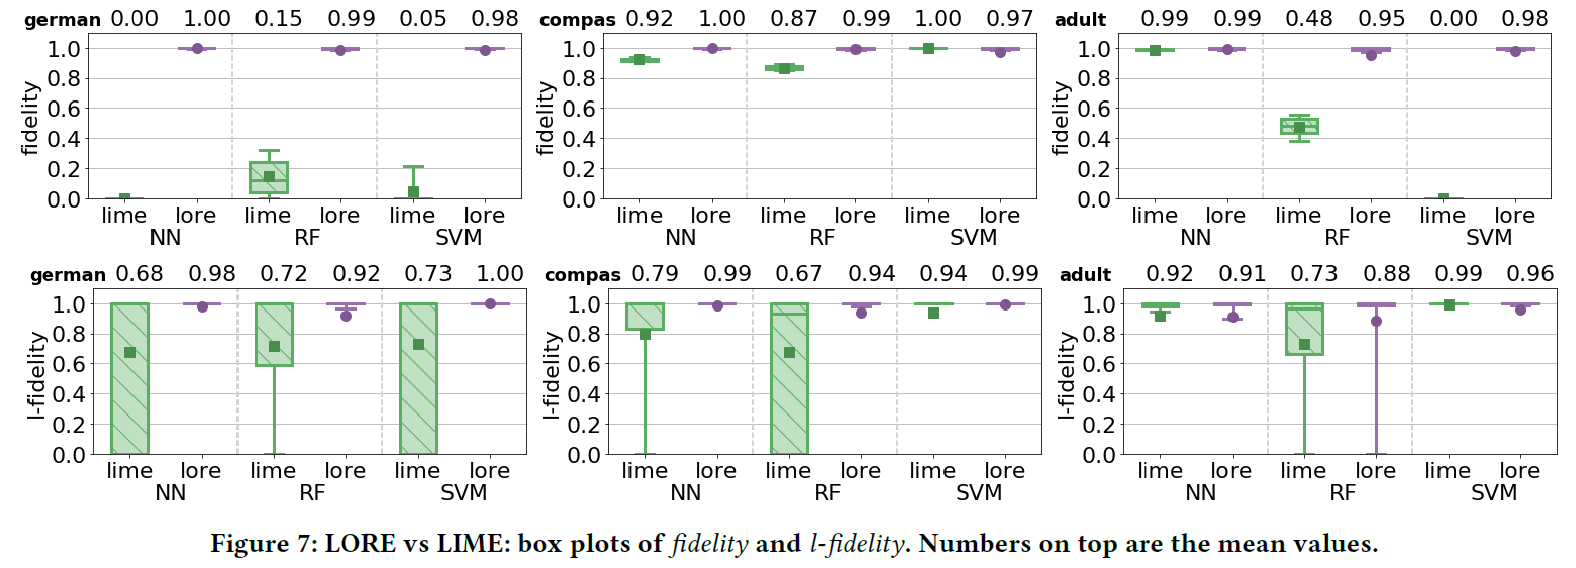 german 0.00 1.00 0.15 0.99 0.05 0.98
compas 0.92 1.00 0.87 0.99 1.00 0.97
adult 0.99 0.99 0.48 0.95 0.00 0.98
fidelity
1.0
0.8
0.6
0.4
0.2
0.0
lime lore lime lore lime lore
NN RF SVM
fidelity
1.0
0.8
0.6
0.4
0.2
0.0
lime lore lime lore lime lore
NN RF SVM
fidelity
1.0
0.8
0.6
0.4
0.2
0.0
lime lore lime lore lime lore
NN RF SVM
german 0.68 0.98 0.72 0.92 0.73 1.00
compas 0.79 0.99 0.67 0.94 0.94 0.99
adult 0.92 0.91 0.73 0.88 0.99 0.96
l-fidelity
1.0
0.8
0.6
0.4
0.2
0.0
lime lore lime lore lime lore
NN RF SVM
l-fidelity
1.0
0.8
0.6
0.4
0.2
0.0
lime lore lime lore lime lore
NN RF SVM
l-fidelity
1.0
0.8
0.6
0.4
0.2
0.0
lime lore lime lore lime lore
NN RF SVM
Figure 7: LORE vs LIME: box plots of fidelity and l-fidelity. Numbers on top are the mean values.